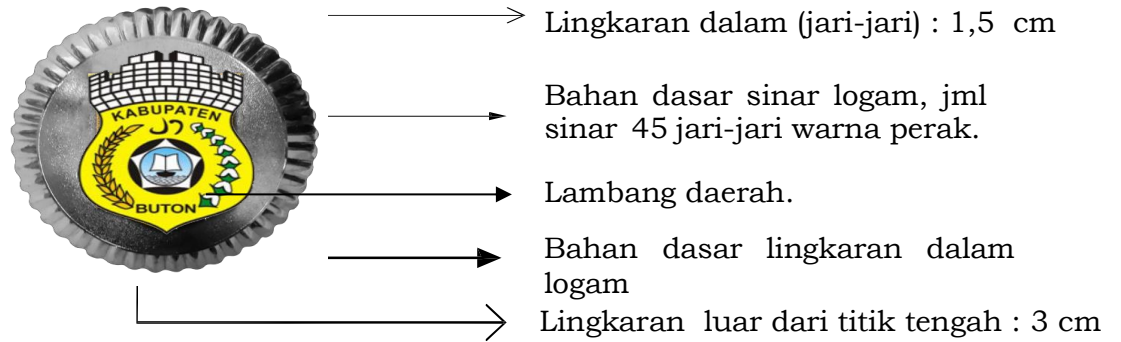 Lingkaran dalam (jari-jari) : 1,5 cm
KABUPATEN
Bahan dasar sinar logam, jml
sinar 45 jari-jari warna perak.
Lambang daerah.
BUTON
Bahan dasar lingkaran dalam
logam
Lingkaran luar dari titik tengah : 3 cm